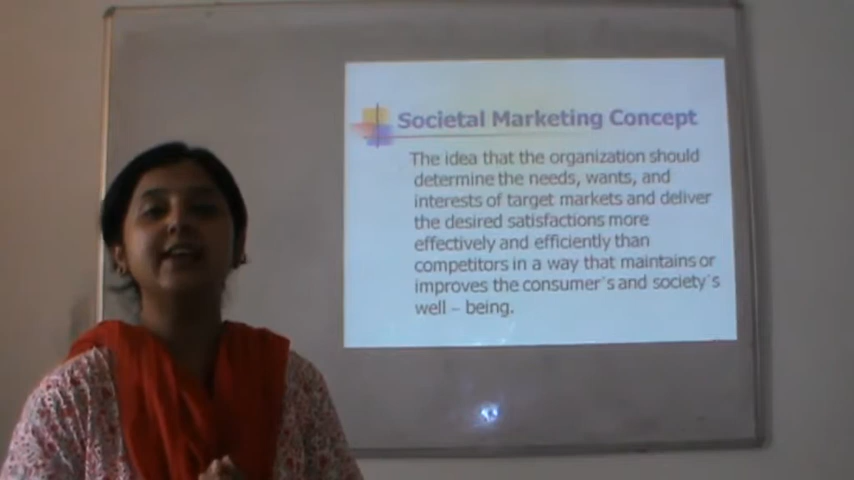 Societal Marketing Concept
The idea that the organization should
determine the needs, wants, and
interests of target markets and deliver
the desired satisfactions more
effectively and efficiently than
competitors in a way that maintains or
improves the consumer´s and society´s
well – being.